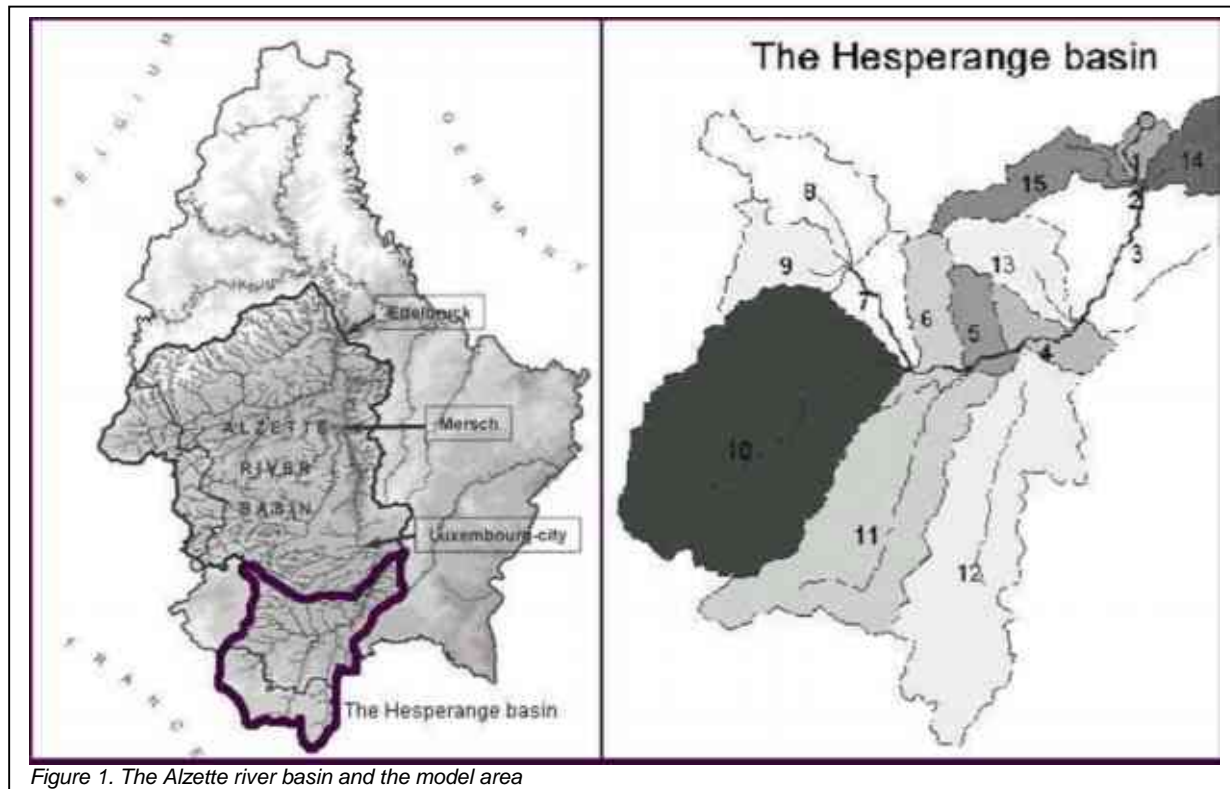 The Hesperange basin
BELGIUM
GERMANY
Ettelbruck
ALZETTE
Mersch
RIVER
BASIN
Luxembourg-city
FRANCE
The Hesperange basin
1
14
15
2
8
3
13
9
7
6
5
4
10
11
12
Figure 1. The Alzette river basin and the model area